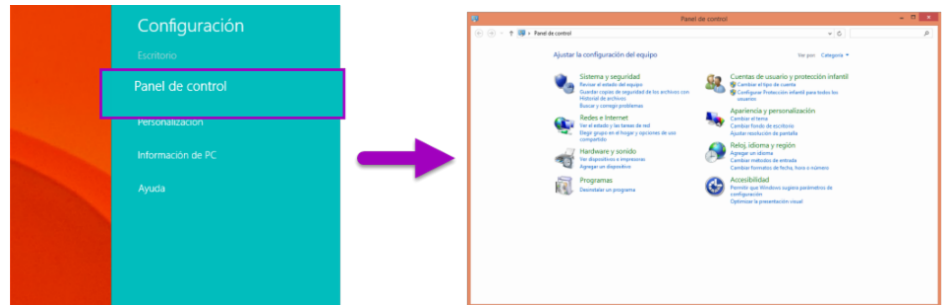 Configuración
Escritorio
Panel de control
Personalización
Información de PC
Ayuda
Panel de control
Panel de control
Ajustar la configuración del equipo
Ver por: Categoría
Sistema y seguridad
Revisar el estado del equipo
Guardar copias de seguridad de los archivos con
Historial de archivos
Buscar y corregir problemas
Redes e Internet
Ver el estado y las tareas de red
Elegir grupo en el hogar y opciones de uso
compartido
Hardware y sonido
Ver dispositivos e impresoras
Agregar un dispositivo
Programas
Desinstalar un programa
Cuentas de usuario y protección infantil
Cambiar el tipo de cuenta
Configurar Protección infantil para todos los
usuarios
Apariencia y personalización
Cambiar el tema
Cambiar fondo de escritorio
Ajustar resolución de pantalla
Reloj, idioma y región
Agregar un idioma
Cambiar métodos de entrada
Cambiar formatos de fecha, hora o número
Accesibilidad
Permitir que Windows sugiera parámetros de
configuración
Optimizar la presentación visual